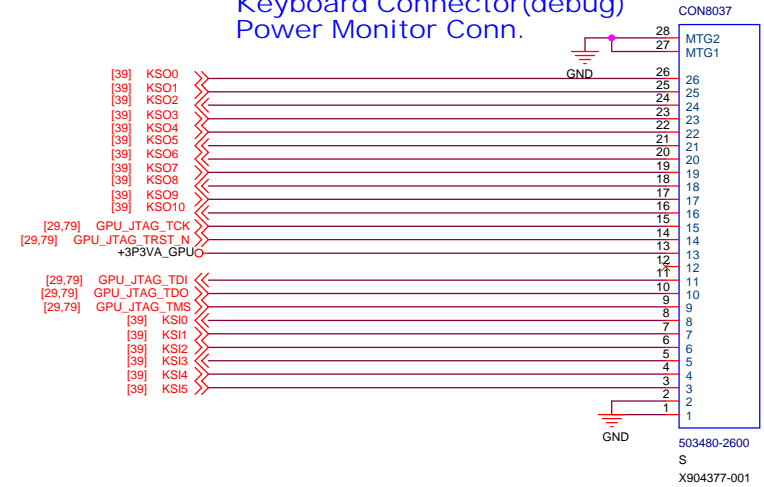 Keyboard Connector(debug)
Power Monitor Conn.
CON8037
28 MTG2
27 MTG1
GND
[39] KSO0 26 26
[39] KSO1 25 25
[39] KSO2 24 24
[39] KSO3 23 23
[39] KSO4 22 22
[39] KSO5 21 21
[39] KSO6 20 20
[39] KSO7 19 19
[39] KSO8 18 18
[39] KSO9 17 17
[39] KSO10 16 16
[29,79] GPU_JTAG_TCK 15 15
[29,79] GPU_JTAG_TRST_N 14 14
+3P3VA_GPU 13 13
12 12
[29,79] GPU_JTAG_TDI 11 11
[29,79] GPU_JTAG_TDO 10 10
[29,79] GPU_JTAG_TMS 9 9
[39] KSI0 8 8
[39] KSI1 7 7
[39] KSI2 6 6
[39] KSI3 5 5
[39] KSI4 4 4
[39] KSI5 3 3
2 2
1 1
GND
503480-2600
S
X904377-001